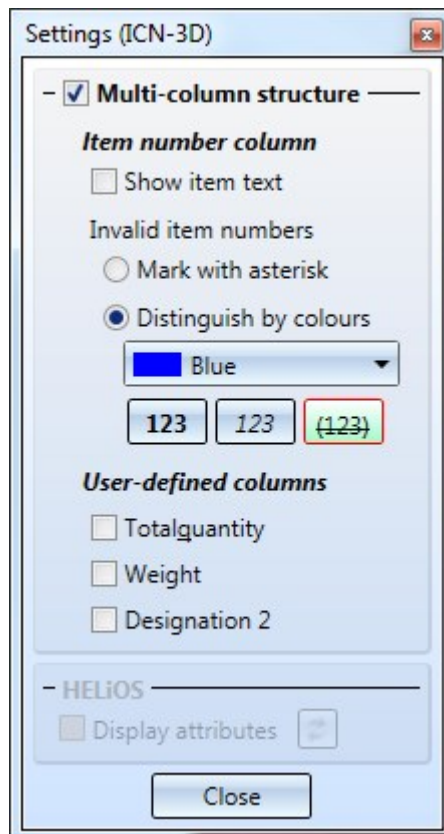 Settings (ICN-3D)
Multi-column structure
Item number column
Show item text
Invalid item numbers
Mark with asterisk
Distinguish by colours
Blue
123 123 (123)
User-defined columns
Totalquantity
Weight
Designation 2
HELiOS
Display attributes
Close